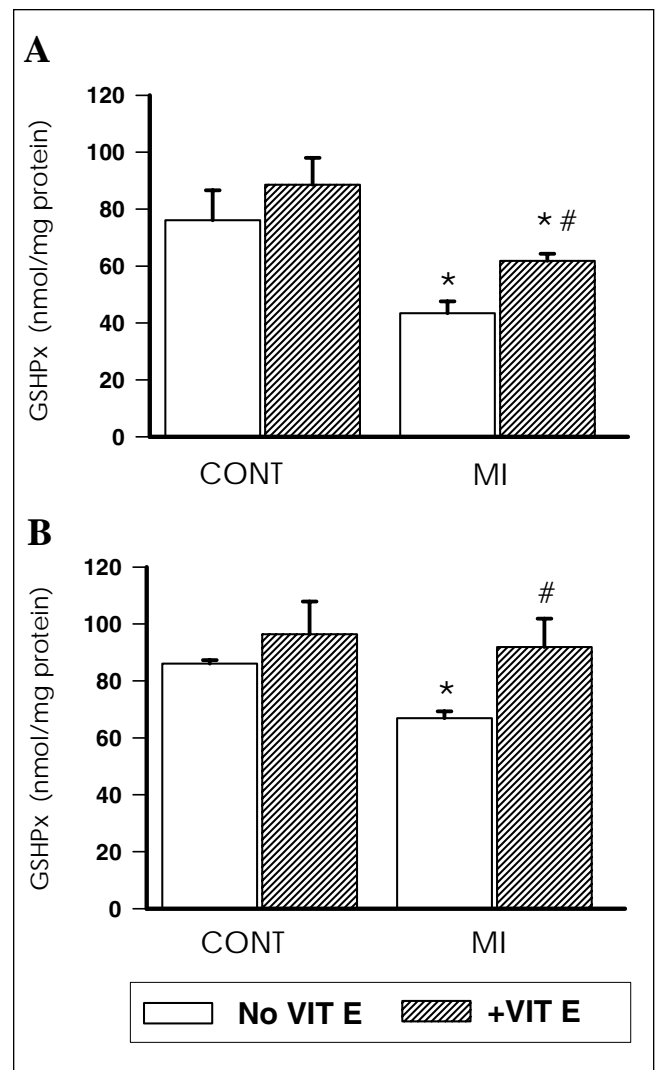 A
GSHPx (nmol/mg protein)
120
100
80
60
40
20
0
* #
*
CONT
MI
B
GSHPx (nmol/mg protein)
120
100
80
60
40
20
0
#
*
CONT
MI
No VIT E
+VIT E